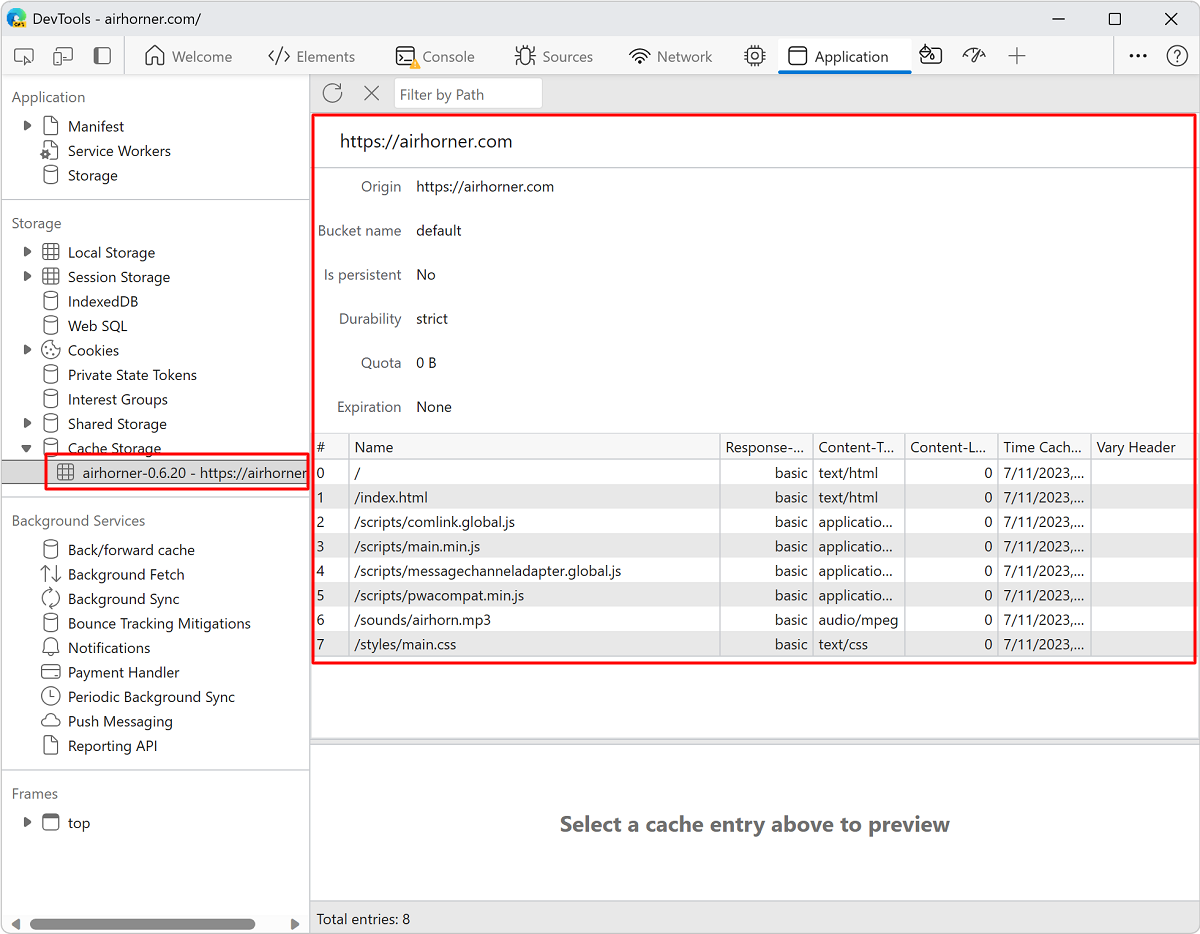 DevTools - airhorner.com/
Welcome Elements Console Sources Network Application
Application
Manifest
Service Workers
Storage
Storage
Local Storage
Session Storage
IndexedDB
Web SQL
Cookies
Private State Tokens
Interest Groups
Shared Storage
Cache Storage
airhorner-0.6.20 - https://airhorner
Background Services
Back/forward cache
Background Fetch
Background Sync
Bounce Tracking Mitigations
Notifications
Payment Handler
Periodic Background Sync
Push Messaging
Reporting API
Frames
top
Filter by Path
https://airhorner.com
Origin https://airhorner.com
Bucket name default
Is persistent No
Durability strict
Quota 0 B
Expiration None
# Name Response-... Content-T... Content-L... Time Cach... Vary Header
0 / basic text/html 0 7/11/2023,...
1 /index.html basic text/html 0 7/11/2023,...
2 /scripts/comlink.global.js basic applicatio... 0 7/11/2023,...
3 /scripts/main.min.js basic applicatio... 0 7/11/2023,...
4 /scripts/messagechanneladapter.global.js basic applicatio... 0 7/11/2023,...
5 /scripts/pwacompat.min.js basic applicatio... 0 7/11/2023,...
6 /sounds/airhorn.mp3 basic audio/mpeg 0 7/11/2023,...
7 /styles/main.css basic text/css 0 7/11/2023,...
Select a cache entry above to preview
Total entries: 8